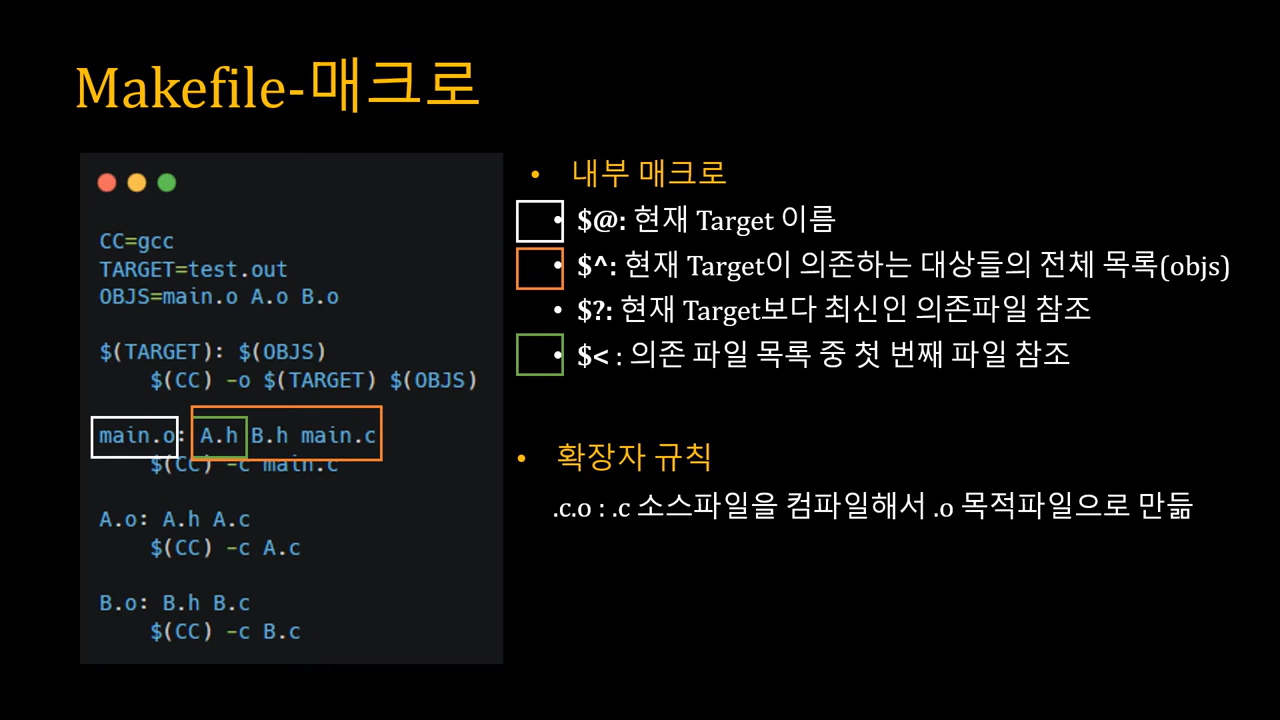 Makefile-매크로
CC=gcc
TARGET=test.out
OBJS=main.o A.o B.o
$(TARGET): $(OBJS)
$(CC) -o $(TARGET) $(OBJS)
main.o: A.h B.h main.c
$(CC) -c main.c
A.o: A.h A.c
$(CC) -c A.c
B.o: B.h B.c
$(CC) -c B.c
• 내부 매크로
• $@: 현재 Target 이름
• $^: 현재 Target이 의존하는 대상들의 전체 목록(objs)
• $?: 현재 Target보다 최신인 의존파일 참조
• $< : 의존 파일 목록 중 첫 번째 파일 참조
• 확장자 규칙
.c.o : .c 소스파일을 컴파일해서 .o 목적파일으로 만듦